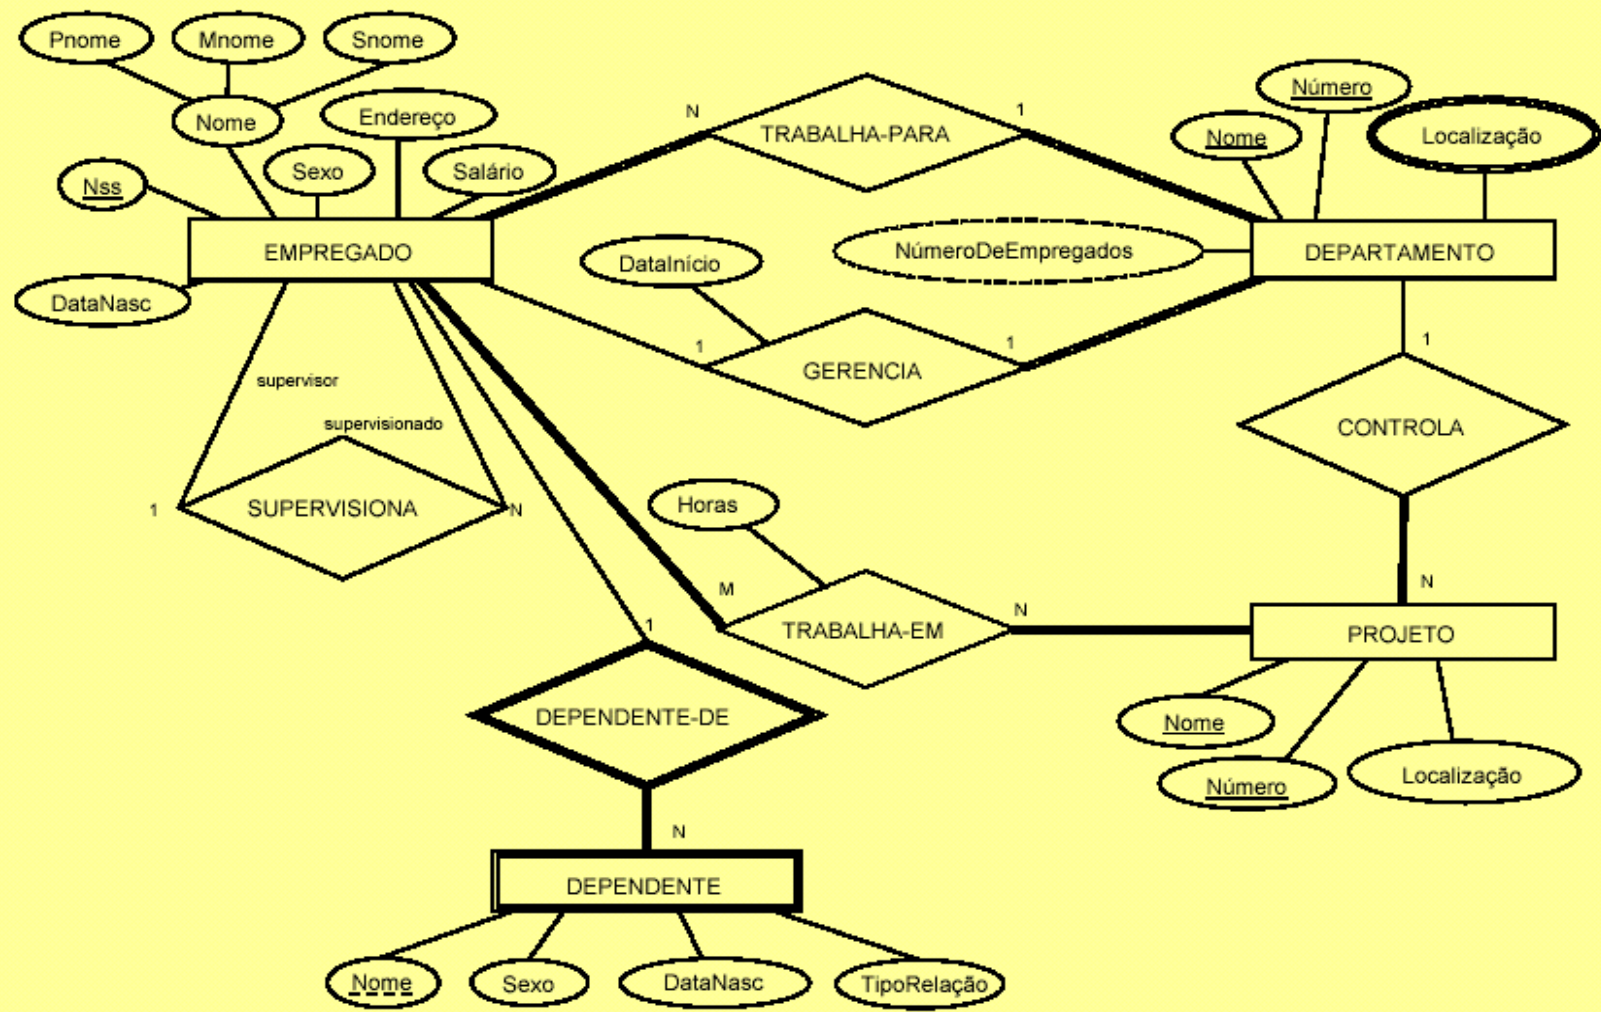 Pnome Mnome Snome
Nome Endereço
Nss Sexo Salário
EMPREGADO
DataNasc
N TRABALHA-PARA 1
Número
Nome Localização
NúmeroDeEmpregados DEPARTAMENTO
DataInício
1 GERENCIA 1
supervisor
supervisionado
1 SUPERVISIONA N
1
CONTROLA
N
Horas
M TRABALHA-EM N
PROJETO
Nome
Número Localização
1
DEPENDENTE-DE
N
DEPENDENTE
Nome Sexo DataNasc TipoRelação